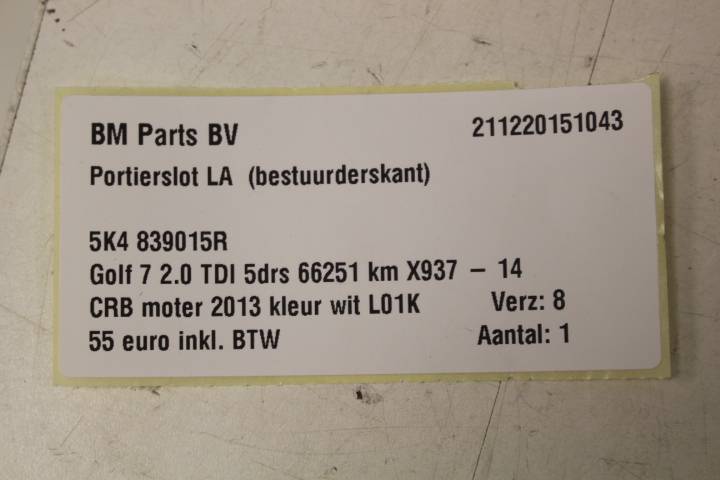 BM Parts BV 211220151043
Portierslot LA (bestuurderskant)
5K4 839015R
Golf 7 2.0 TDI 5drs 66251 km X937 – 14
CRB moter 2013 kleur wit L01K Verz: 8
55 euro inkl. BTW Aantal: 1